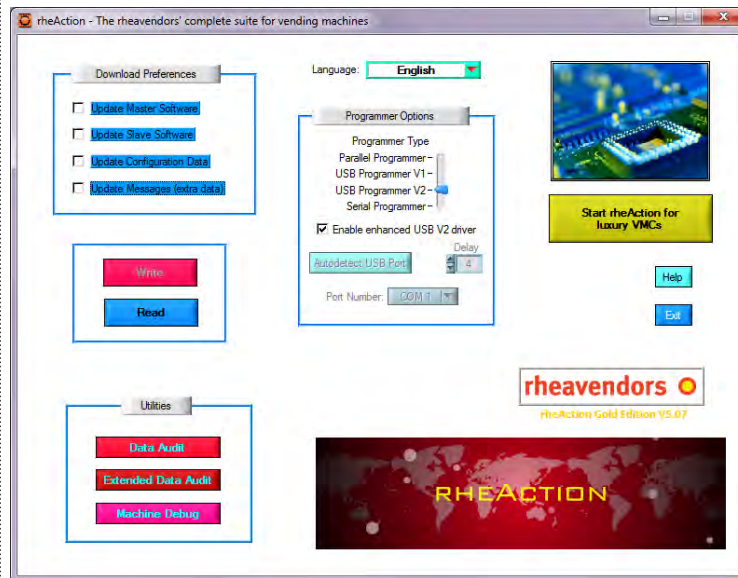 rheAction - The rheavendors' complete suite for vending machines
Download Preferences
Update Master Software
Update Slave Software
Update Configuration Data
Update Messages (extra data)
Write
Read
Utilities
Data Audit
Extended Data Audit
Machine Debug
Language: English
Programmer Options
Programmer Type
Parallel Programmer
USB Programmer V1
USB Programmer V2
Serial Programmer
Enable enhanced USB V2 driver
Delay
Autodetect USB Port 4
Port Number: COM 1
Start rheAction for
luxury VMCs
Help
Exit
rheavendors
rheAction Gold Edition V5.07
RHEACTION